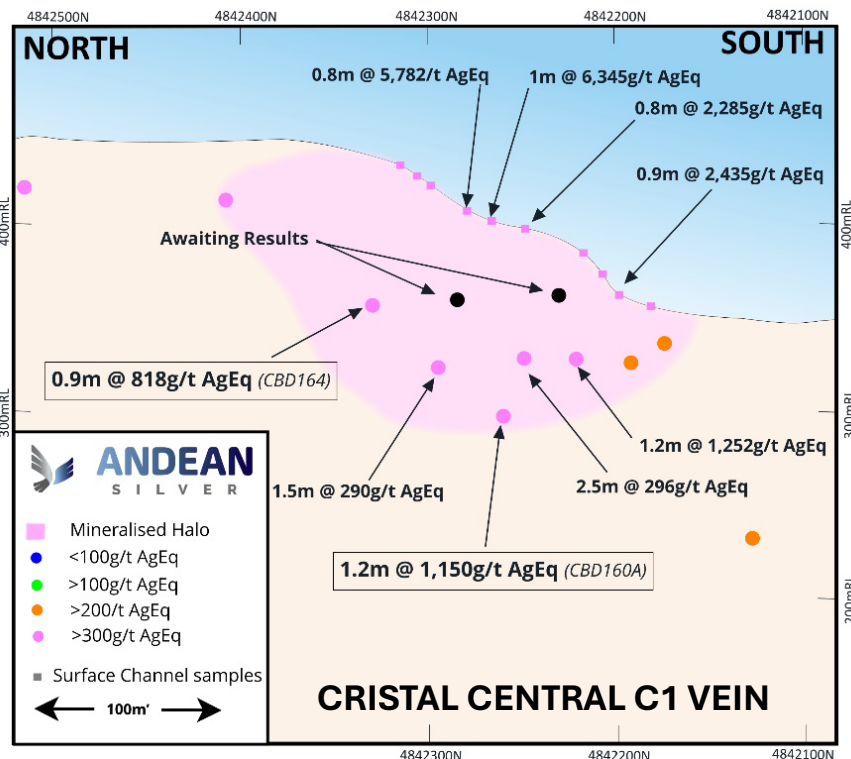 4842500N
4842400N
4842300N
4842200N
4842100N
NORTH
SOUTH
0.8m @ 5,782/t AgEq
1m @ 6,345g/t AgEq
0.8m @ 2,285g/t AgEq
0.9m @ 2,435g/t AgEq
400mRL
400mRL
Awaiting Results
0.9m @ 818g/t AgEq (CBD164)
300mRL
300mRL
1.2m @ 1,252g/t AgEq
1.5m @ 290g/t AgEq
2.5m @ 296g/t AgEq
1.2m @ 1,150g/t AgEq (CBD160A)
200mRL
ANDEAN
SILVER
Mineralised Halo
<100g/t AgEq
>100g/t AgEq
>200/t AgEq
>300g/t AgEq
Surface Channel samples
100m'
CRISTAL CENTRAL C1 VEIN
4842300N
4842200N
4842100N